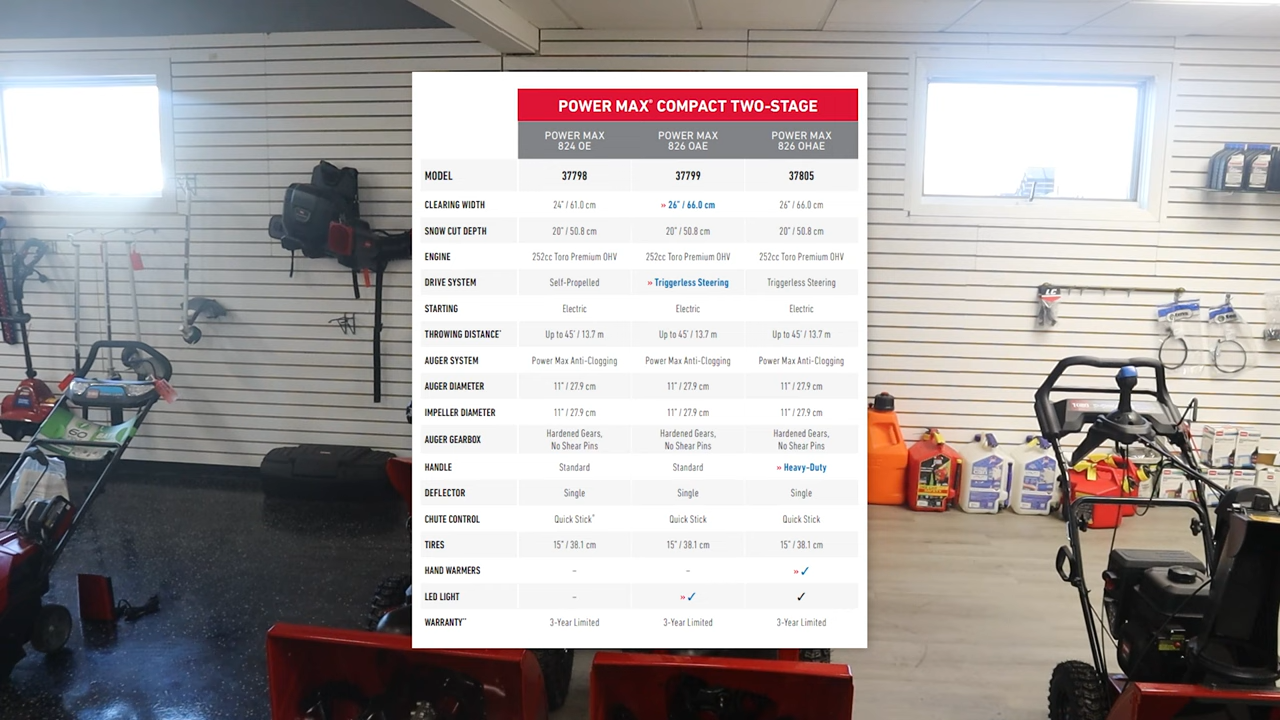 POWER MAX® COMPACT TWO-STAGE
POWER MAX 824 OE POWER MAX 826 OAE POWER MAX 826 OHAE
MODEL 37798 37799 37805
CLEARING WIDTH 24" / 61.0 cm » 26" / 66.0 cm 26" / 66.0 cm
SNOW CUT DEPTH 20" / 50.8 cm 20" / 50.8 cm 20" / 50.8 cm
ENGINE 252cc Toro Premium OHV 252cc Toro Premium OHV 252cc Toro Premium OHV
DRIVE SYSTEM Self-Propelled » Triggerless Steering Triggerless Steering
STARTING Electric Electric Electric
THROWING DISTANCE* Up to 45' / 13.7 m Up to 45' / 13.7 m Up to 45' / 13.7 m
AUGER SYSTEM Power Max Anti-Clogging Power Max Anti-Clogging Power Max Anti-Clogging
AUGER DIAMETER 11" / 27.9 cm 11" / 27.9 cm 11" / 27.9 cm
IMPELLER DIAMETER 11" / 27.9 cm 11" / 27.9 cm 11" / 27.9 cm
AUGER GEARBOX Hardened Gears, No Shear Pins Hardened Gears, No Shear Pins Hardened Gears, No Shear Pins
HANDLE Standard Standard » Heavy-Duty
DEFLECTOR Single Single Single
CHUTE CONTROL Quick Stick® Quick Stick Quick Stick
TIRES 15" / 38.1 cm 15" / 38.1 cm 15" / 38.1 cm
HAND WARMERS – – » ✓
LED LIGHT – » ✓ ✓
WARRANTY** 3-Year Limited 3-Year Limited 3-Year Limited